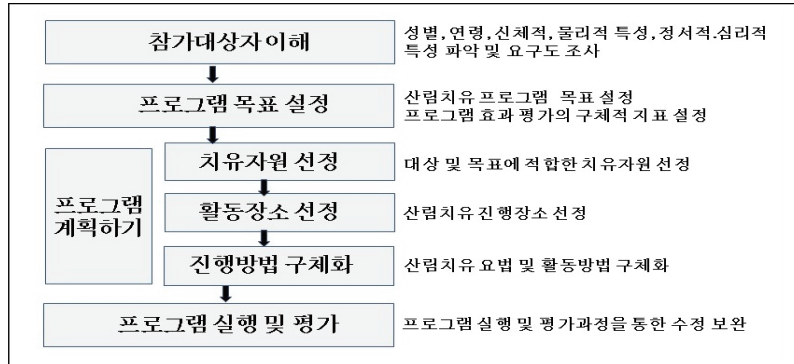 참가대상자 이해
성별, 연령, 신체적, 물리적 특성, 정서적.심리적
특성 파악 및 요구도 조사
프로그램 목표 설정
산림치유 프로그램 목표 설정
프로그램 효과 평가의 구체적 지표 설정
프로그램
계획하기
치유자원 선정
대상 및 목표에 적합한 치유자원 선정
활동장소 선정
산림치유 진행장소 선정
진행방법 구체화
산림치유 요법 및 활동방법 구체화
프로그램 실행 및 평가
프로그램 실행 및 평가과정을 통한 수정 보완